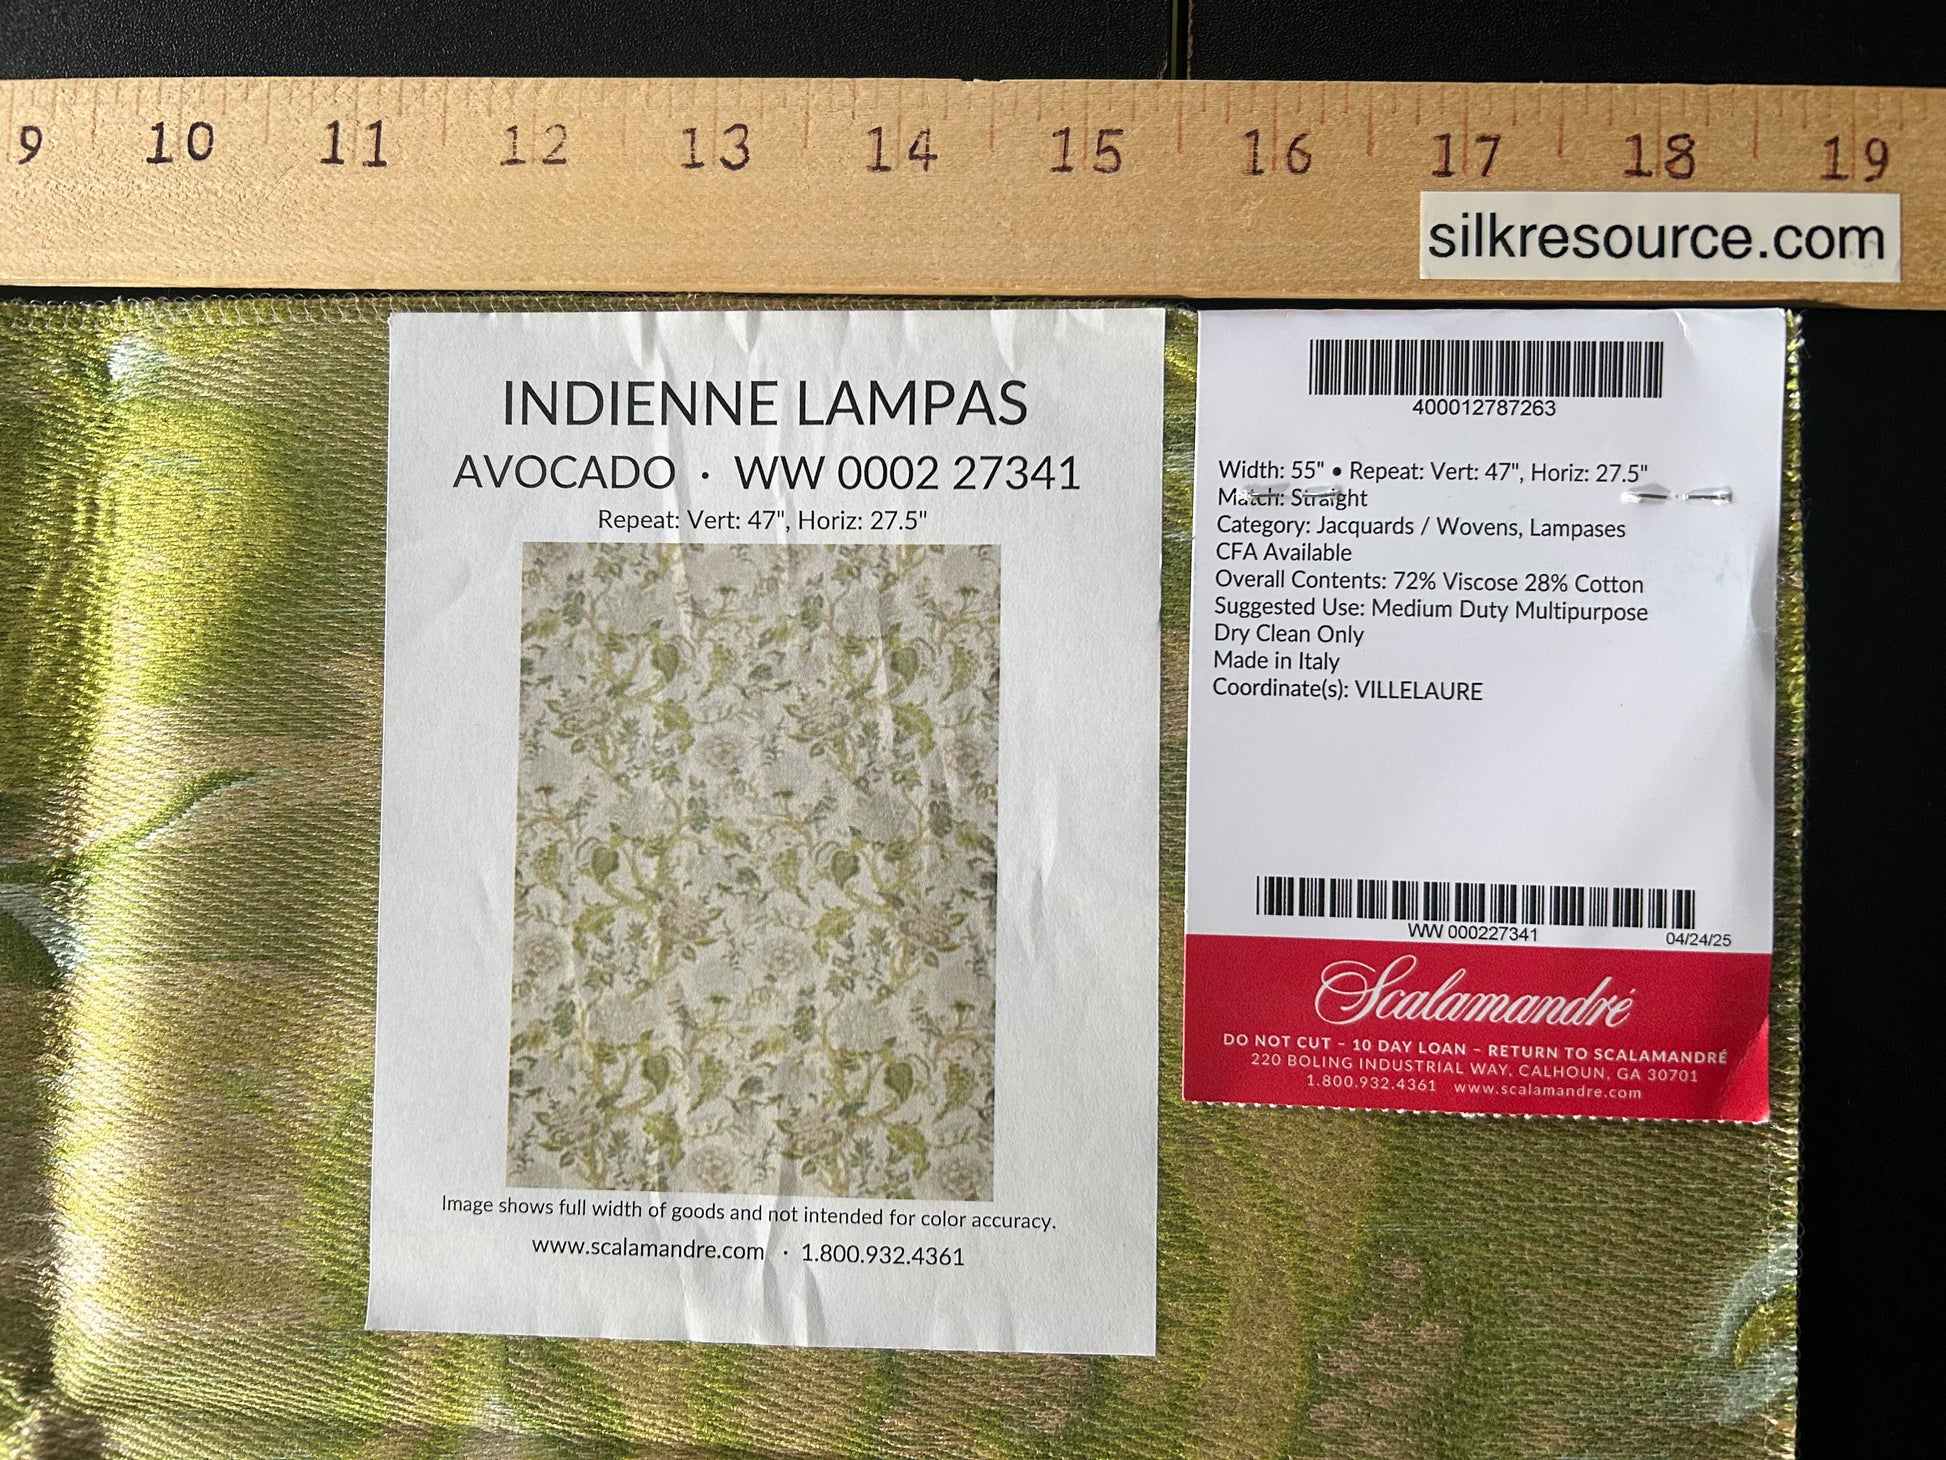 9 10 11 12 13 14 15 16 17 18 19
silkresource.com
INDIENNE LAMPAS
AVOCADO · WW 0002 27341
Repeat: Vert: 47", Horiz: 27.5"
Image shows full width of goods and not intended for color accuracy.
www.scalamandre.com · 1.800.932.4361
400012787263
Width: 55" • Repeat: Vert: 47", Horiz: 27.5"
Match: Straight
Category: Jacquards / Wovens, Lampases
CFA Available
Overall Contents: 72% Viscose 28% Cotton
Suggested Use: Medium Duty Multipurpose
Dry Clean Only
Made in Italy
Coordinate(s): VILLELAURE
WW 000227341
04/24/25
Scalamandré
DO NOT CUT – 10 DAY LOAN – RETURN TO SCALAMANDRÉ
220 BOLING INDUSTRIAL WAY, CALHOUN, GA 30701
1.800.932.4361 www.scalamandre.com